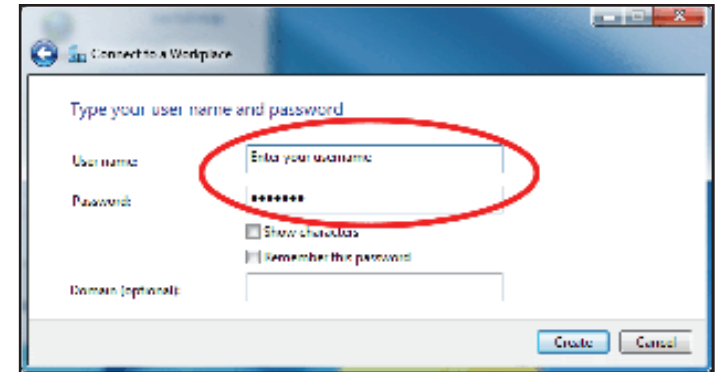 Connect to a Workplace
Type your user name and password
User name:
Enter your username
Password:
•••••••
Show characters
Remember this password
Domain (optional):
Create
Cancel